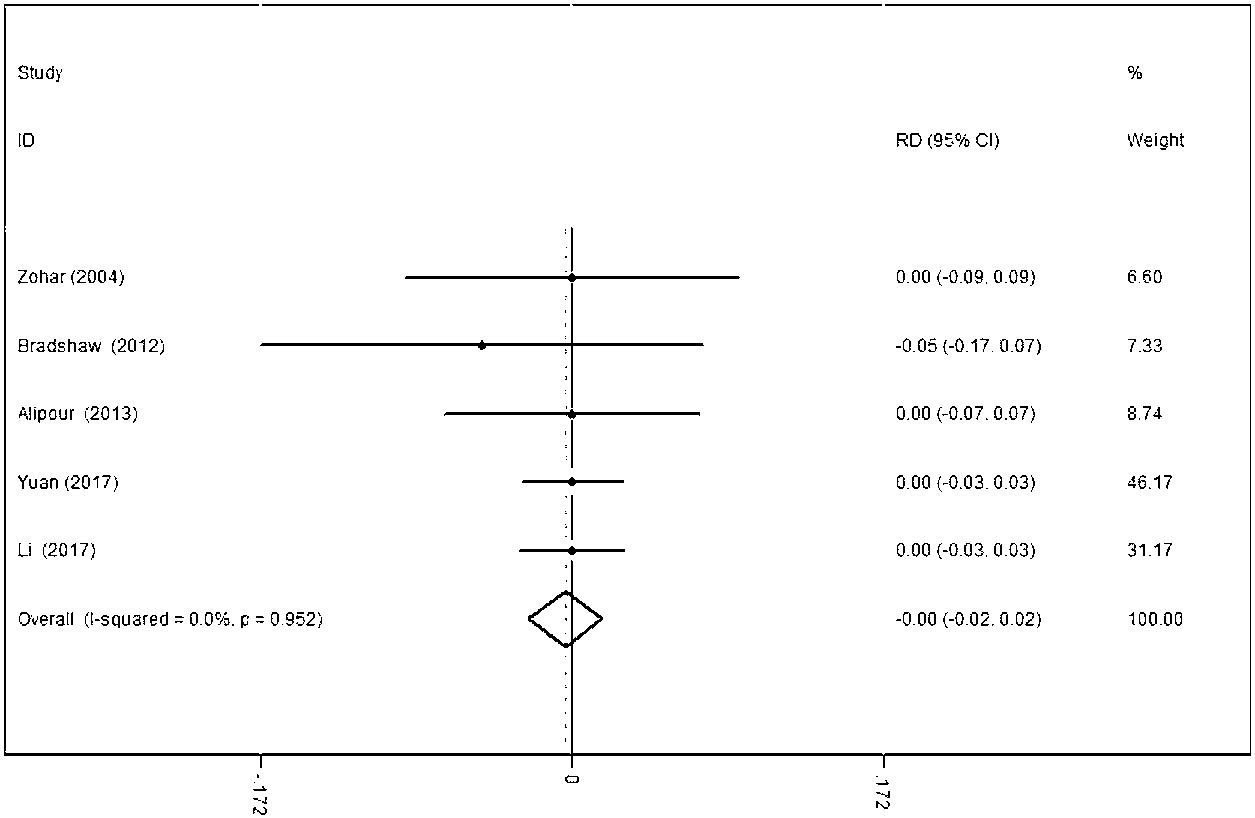 Study %
ID RD (95% CI) Weight
Zohar (2004) 0.00 (-0.09, 0.09) 6.60
Bradshaw (2012) -0.05 (-0.17, 0.07) 7.33
Alipour (2013) 0.00 (-0.07, 0.07) 8.74
Yuan (2017) 0.00 (-0.03, 0.03) 46.17
Li (2017) 0.00 (-0.03, 0.03) 31.17
Overall (I-squared = 0.0%, p = 0.952) -0.00 (-0.02, 0.02) 100.00
-.172 0 .172